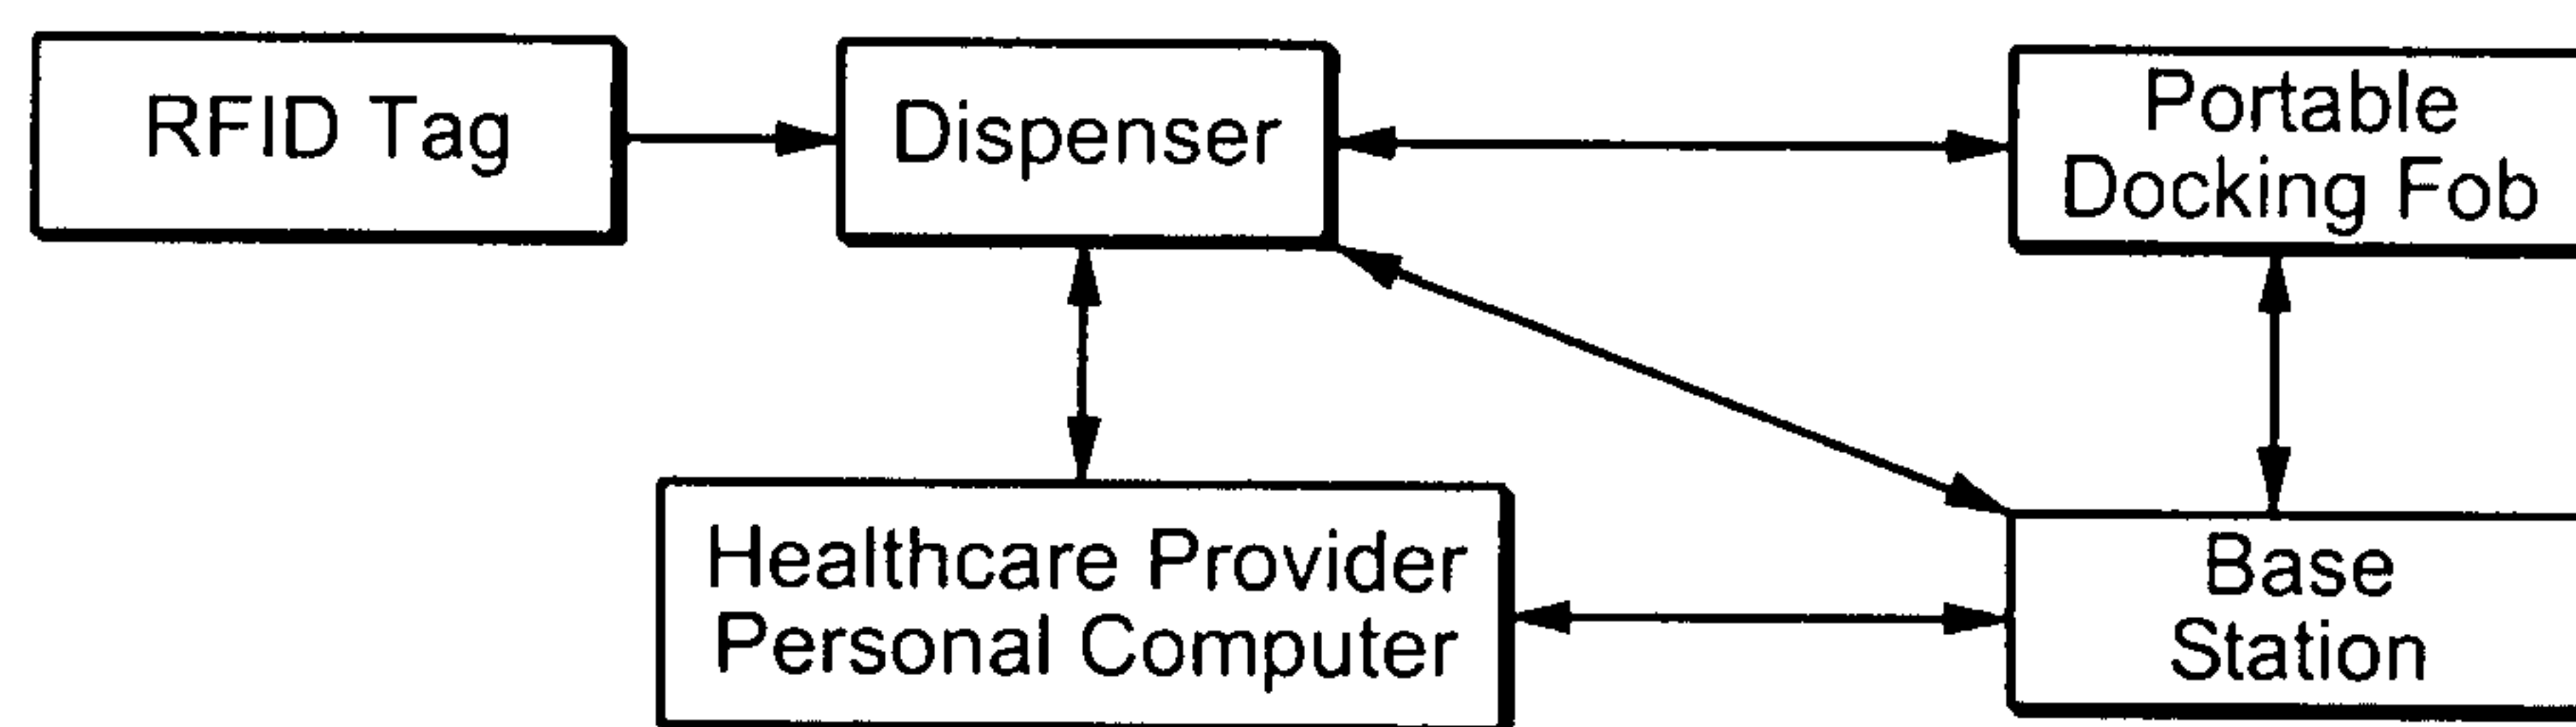 RFID Tag
Dispenser
Portable
Docking Fob
Healthcare Provider
Personal Computer
Base
Station